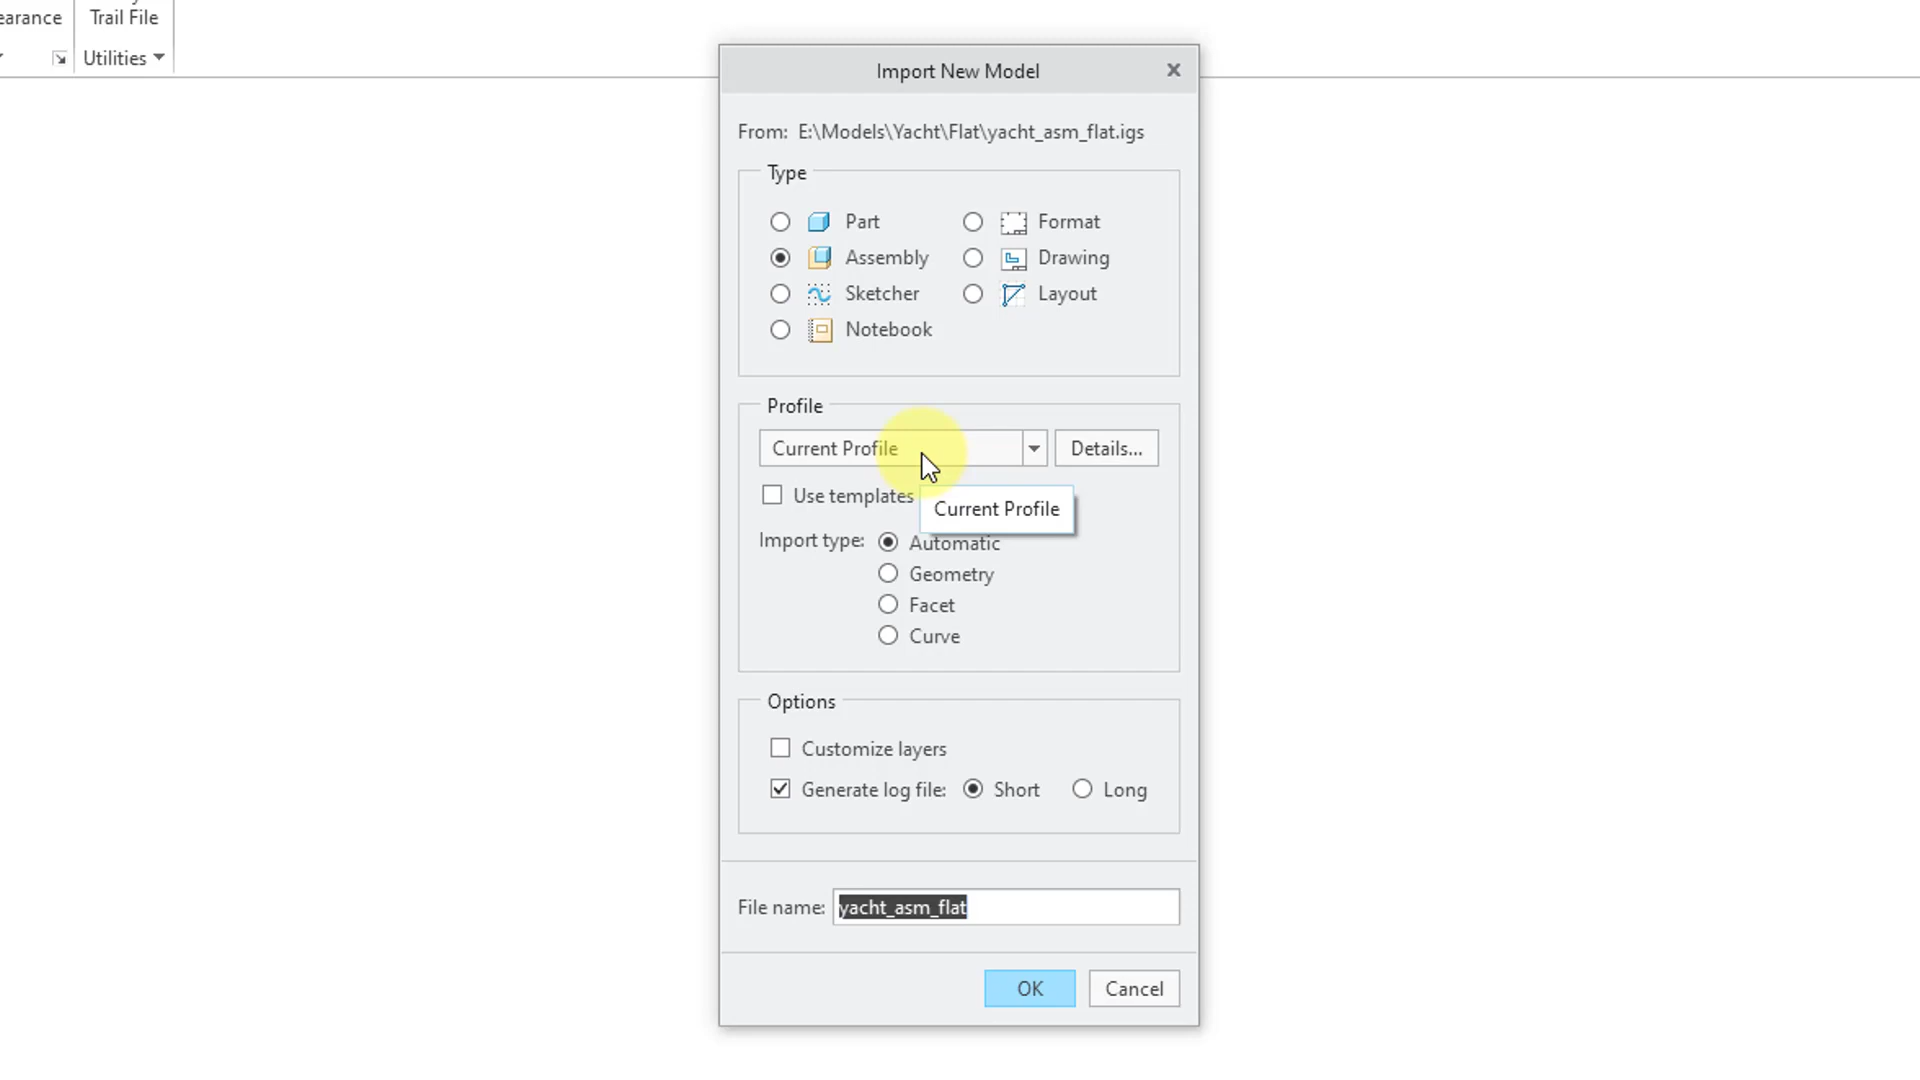 earance
Trail File
Utilities
Import New Model
From: E:\Models\Yacht\Flat\yacht_asm_flat.igs
Type
Part
Format
Assembly
Drawing
Sketcher
Layout
Notebook
Profile
Current Profile
Details...
Use templates
Current Profile
Import type:
Automatic
Geometry
Facet
Curve
Options
Customize layers
Generate log file:
Short
Long
File name: yacht_asm_flat
OK
Cancel